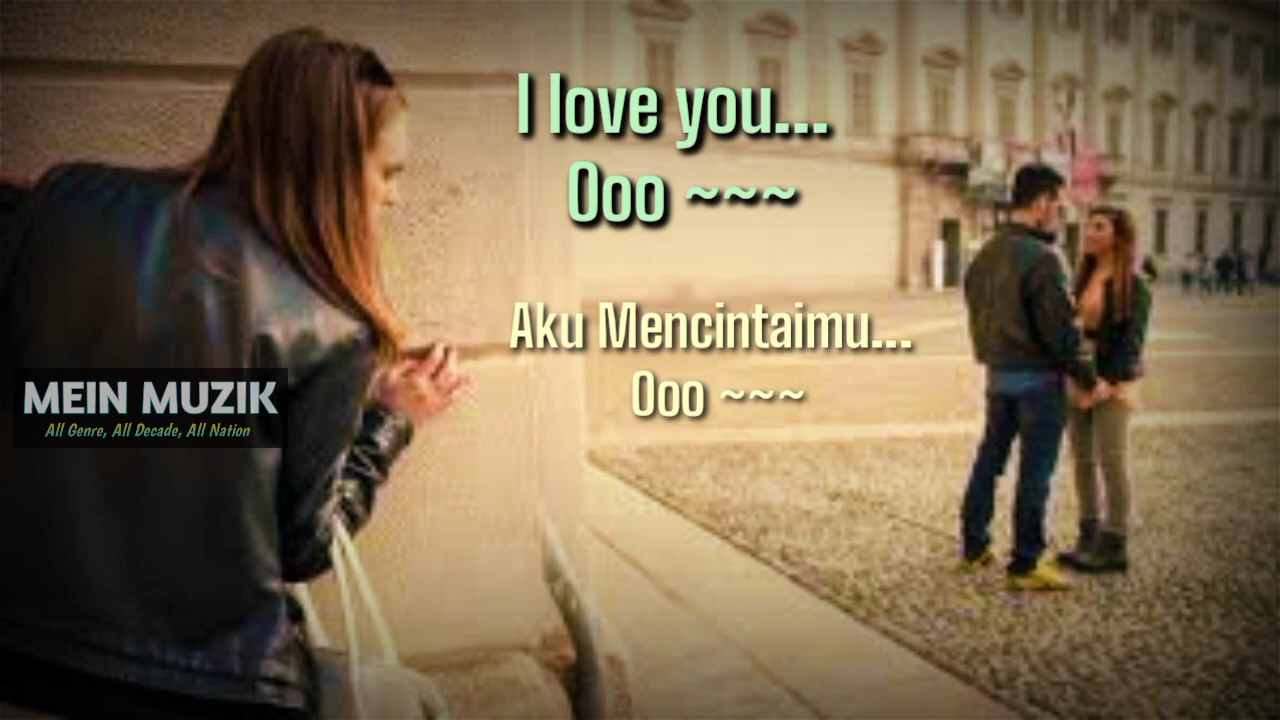 I love you...
Ooo ~~~
Aku Mencintaimu...
Ooo ~~~
MEIN MUZIK
All Genre, All Decade, All Nation